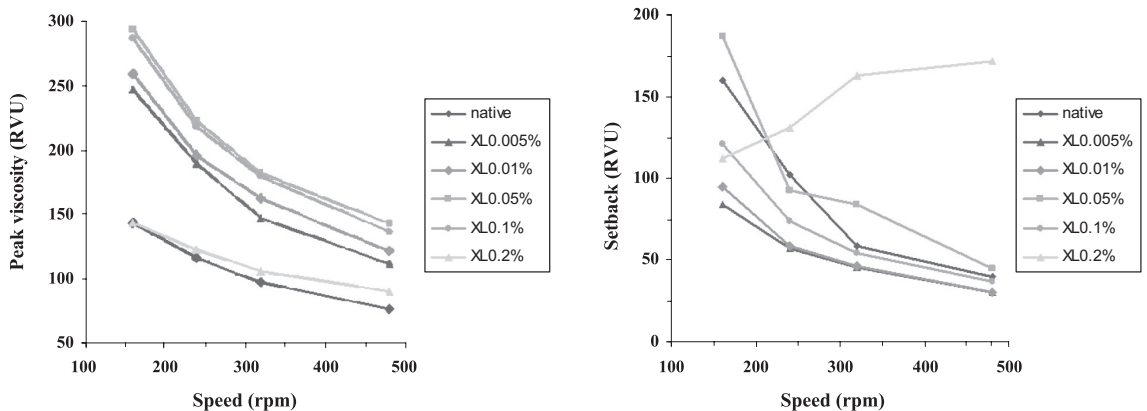 Peak viscosity (RVU)
300
250
200
150
100
50
100 200 300 400 500
Speed (rpm)
native
XL0.005%
XL0.01%
XL0.05%
XL0.1%
XL0.2%
Setback (RVU)
200
150
100
50
0
100 200 300 400 500
Speed (rpm)
native
XL0.005%
XL0.01%
XL0.05%
XL0.1%
XL0.2%